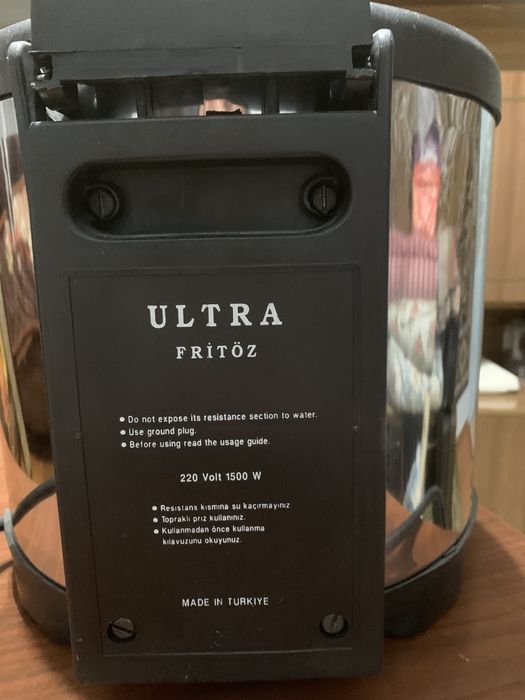 ULTRA
FRİTÖZ
● Do not expose its resistance section to water.
● Use ground plug.
● Before using read the usage guide.
220 Volt 1500 W
● Resistans kısmına su kaçırmayınız.
● Topraklı priz kullanınız.
● Kullanmadan önce kullanma
kılavuzunu okuyunuz.
MADE IN TURKIYE